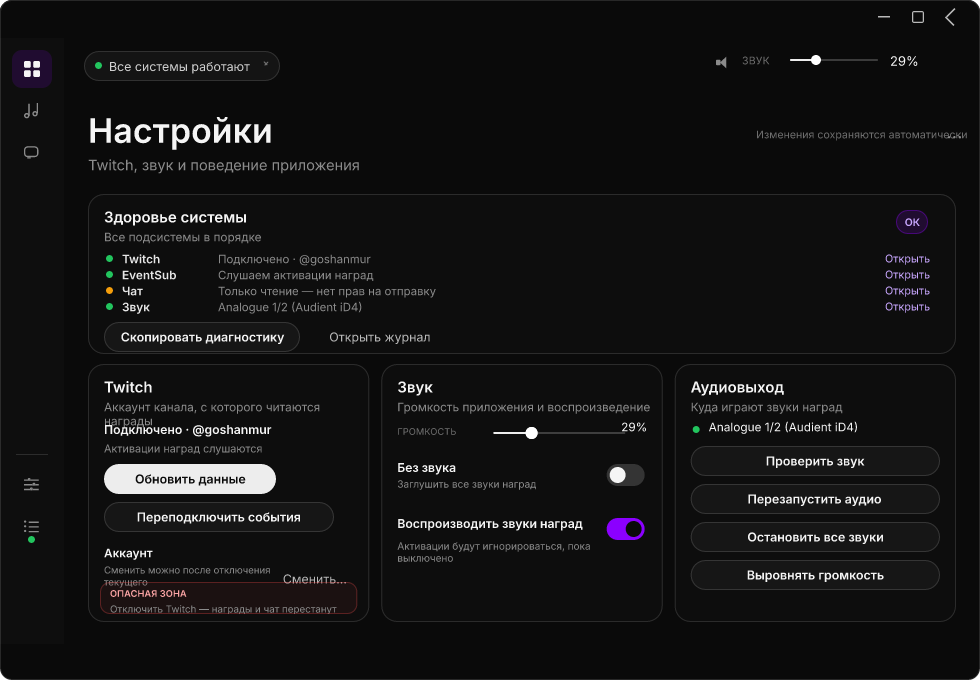 Все системы работают
ЗВУК
29%
Настройки
Изменения сохраняются автоматически
Twitch, звук и поведение приложения
Здоровье системы
OK
Все подсистемы в порядке
Twitch Подключено · @goshanmur Открыть
EventSub Слушаем активации наград Открыть
Чат Только чтение — нет прав на отправку Открыть
Звук Analogue 1/2 (Audient iD4) Открыть
Скопировать диагностику
Открыть журнал
Twitch
Аккаунт канала, с которого читаются
награды
Подключено · @goshanmur
Активации наград слушаются
Обновить данные
Переподключить события
Аккаунт
Сменить можно после отключения
текущего
Сменить...
ОПАСНАЯ ЗОНА
Отключить Twitch — награды и чат перестанут
Звук
Громкость приложения и воспроизведение
ГРОМКОСТЬ
29%
Без звука
Заглушить все звуки наград
Воспроизводить звуки наград
Активации будут игнорироваться, пока
выключено
Аудиовыход
Куда играют звуки наград
Analogue 1/2 (Audient iD4)
Проверить звук
Перезапустить аудио
Остановить все звуки
Выровнять громкость